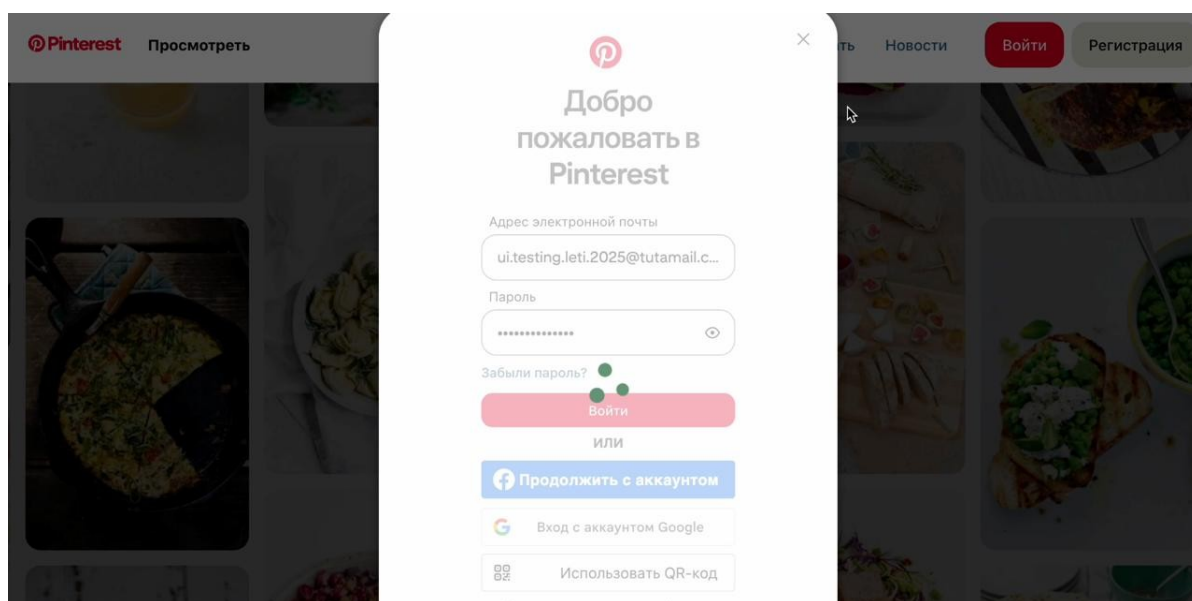 Pinterest
Просмотреть
ть
Новости
Войти
Регистрация
Добро
пожаловать в
Pinterest
Адрес электронной почты
ui.testing.leti.2025@tutamail.c...
Пароль
••••••••••••••
Забыли пароль?
Войти
ИЛИ
Продолжить с аккаунтом
Вход с аккаунтом Google
Использовать QR-код